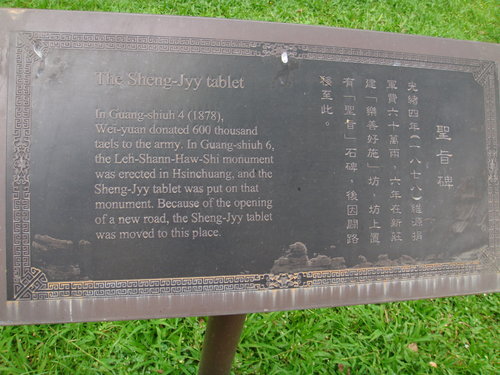 The Sheng-Jyy tablet
In Guang-shiuh 4 (1878),
Wei-yuan donated 600 thousand
taels to the army. In Guang-shiuh 6,
the Leh-Shann-Haw-Shi monument
was erected in Hsinchuang, and the
Sheng-Jyy tablet was put on that
monument. Because of the opening
of a new road, the Sheng-Jyy tablet
was moved to this place.
聖旨碑
光緒四年(一八七八)維源捐
軍費六十萬兩,六年在新莊
建「樂善好施」坊,坊上置
有「聖旨」石碑,後因闢路
移至此。